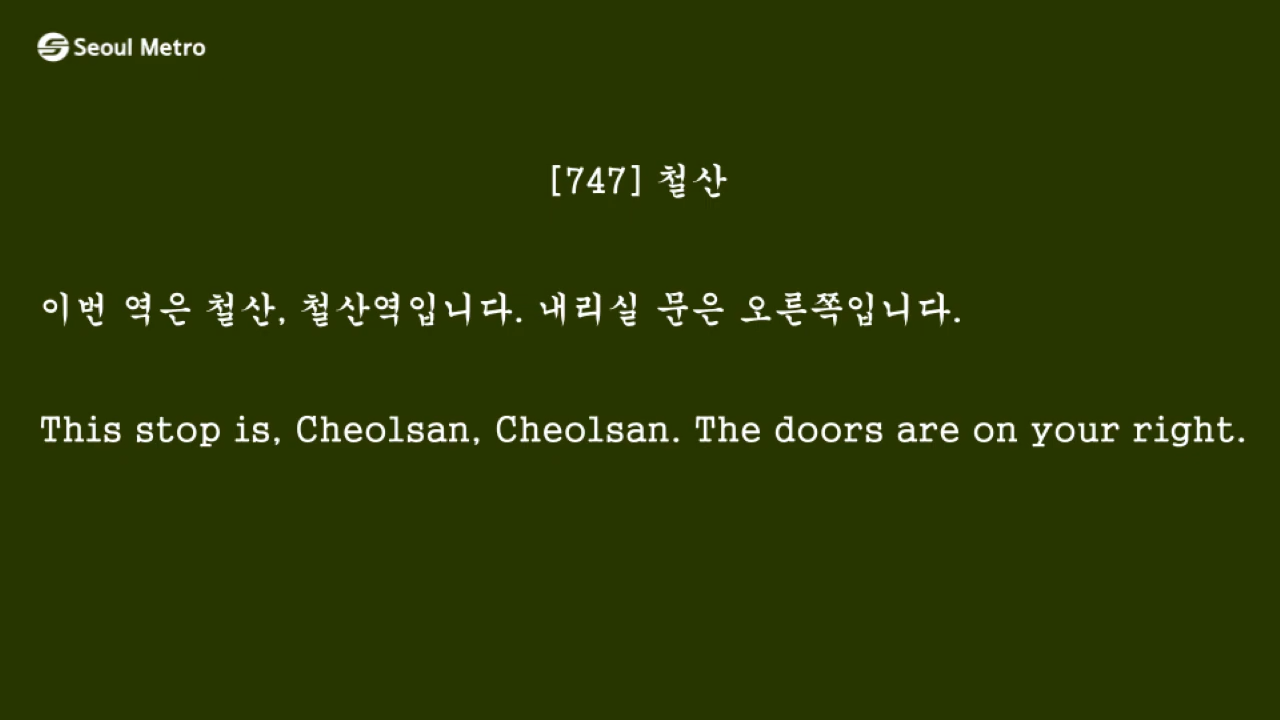 Seoul Metro
[747] 철산
이번 역은 철산, 철산역입니다. 내리실 문은 오른쪽입니다.
This stop is, Cheolsan, Cheolsan. The doors are on your right.